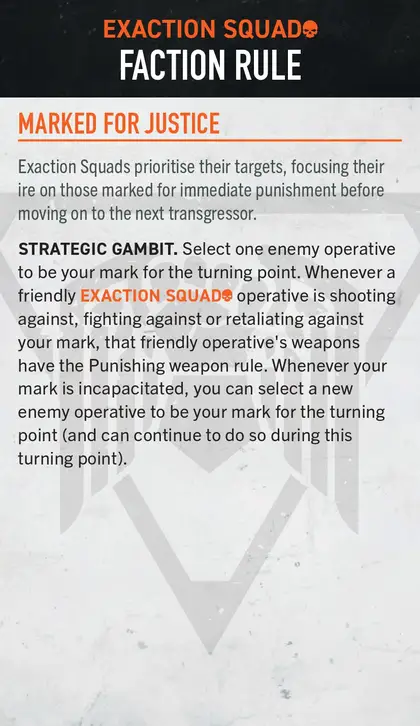 EXACTION SQUAD
FACTION RULE
MARKED FOR JUSTICE
Exaction Squads prioritise their targets, focusing their
ire on those marked for immediate punishment before
moving on to the next transgressor.
STRATEGIC GAMBIT. Select one enemy operative
to be your mark for the turning point. Whenever a
friendly EXACTION SQUAD operative is shooting
against, fighting against or retaliating against
your mark, that friendly operative's weapons
have the Punishing weapon rule. Whenever your
mark is incapacitated, you can select a new
enemy operative to be your mark for the turning
point (and can continue to do so during this
turning point).